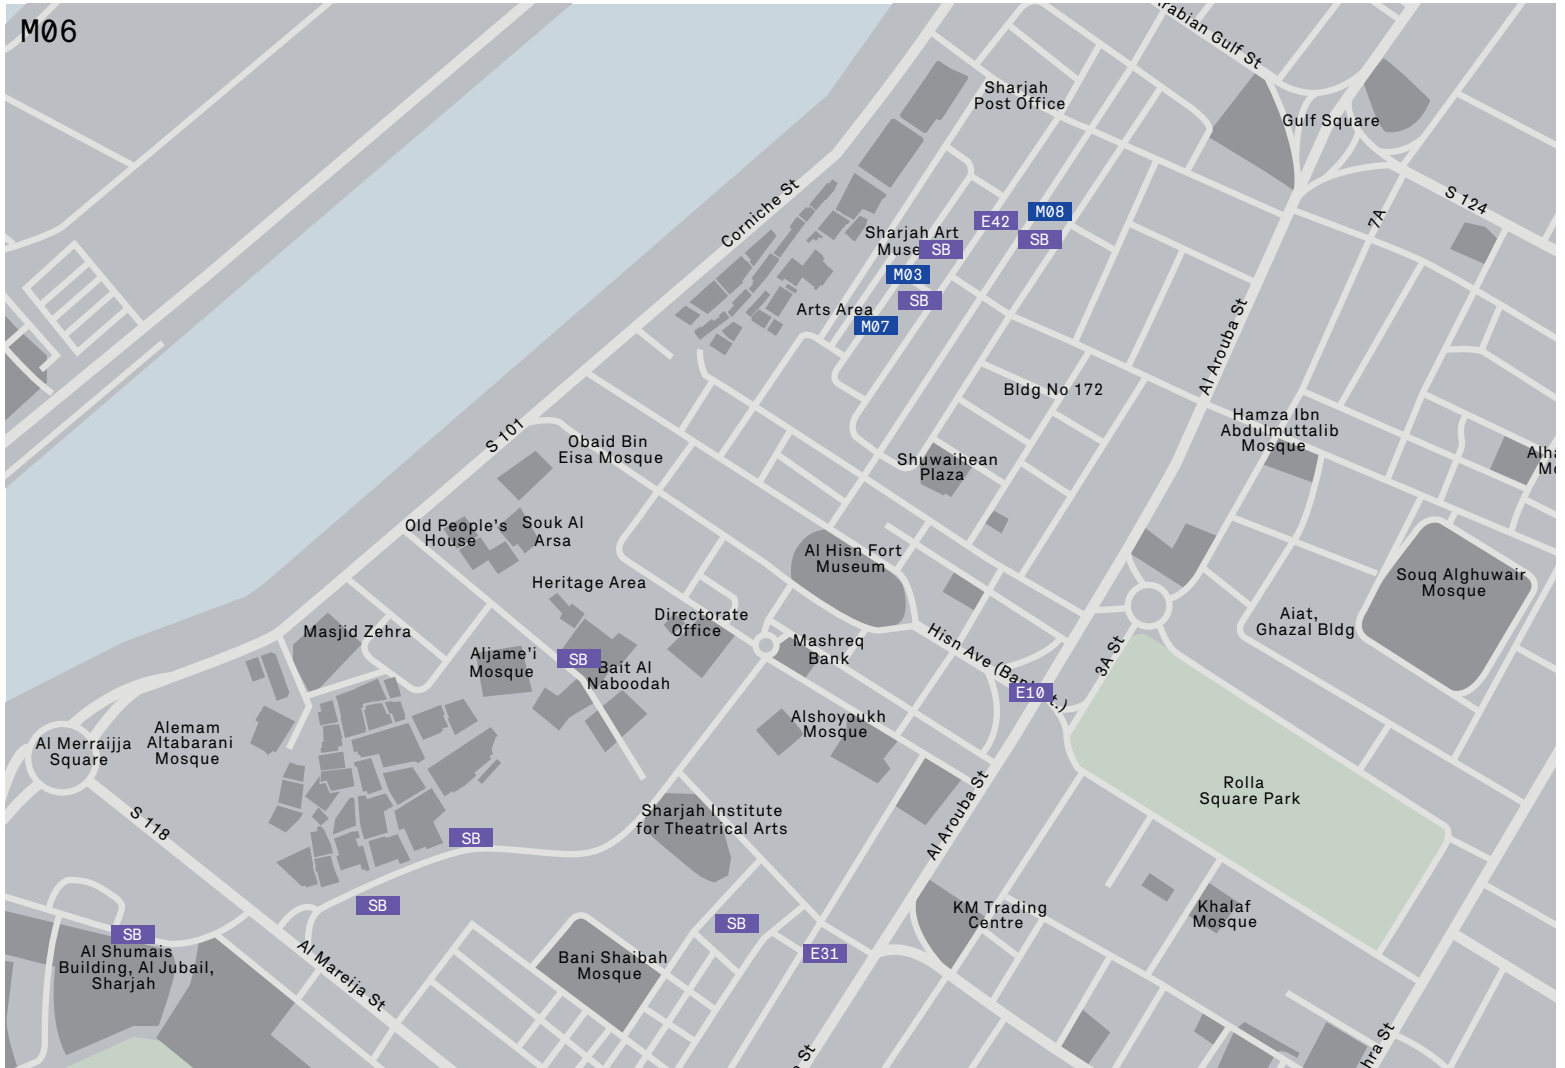 M06
Arabian Gulf St
Sharjah
Post Office
Gulf Square
S 124
7A
Corniche St
M08
E42
SB
Sharjah Art
SB
M03
SB
Arts Area
M07
Al Arouba St
Bldg No 172
Hamza Ibn
Abdulmuttalib
Mosque
S 101
Obaid Bin
Eisa Mosque
Shuwaihean
Plaza
Old People's
House
Souk Al
Arsa
Al Hisn Fort
Museum
Souq Alghuwair
Mosque
Heritage Area
Directorate
Office
Masjid Zehra
Aljame'i
Mosque
SB
Bait Al
Naboodah
Mashreq
Bank
Hisn Ave
3A St
Aiat,
Ghazal Bldg
E10
Alshoyoukh
Mosque
Al Merraijja
Square
Alemam
Altabarani
Mosque
Rolla
Square Park
S 118
Sharjah Institute
for Theatrical Arts
Al Arouba St
SB
SB
SB
KM Trading
Centre
Khalaf
Mosque
SB
E31
Al Shumais
Building, Al Jubail,
Sharjah
Al Mareija St
Bani Shaibah
Mosque
St
St